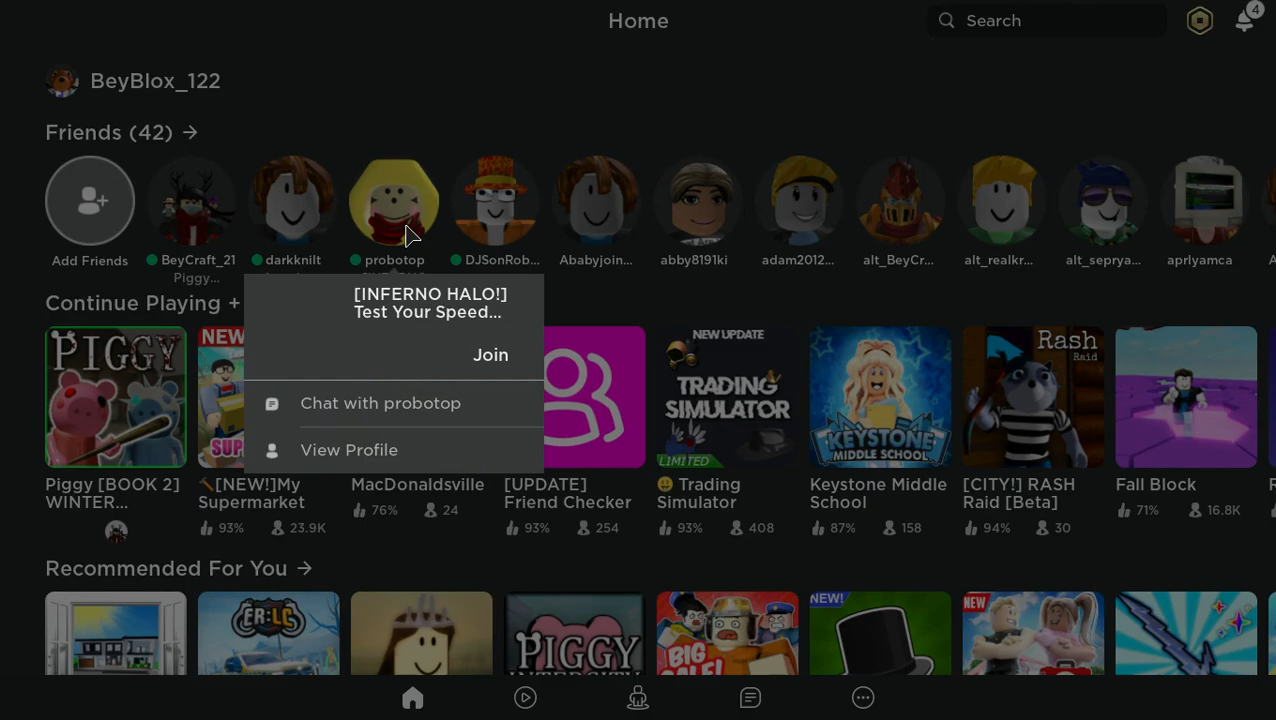 Home
Search
4
BeyBlox_122
Friends (42) →
Add Friends
BeyCraft_21
darkknilt
probotop
DJSonRob...
Ababyjoin...
abby8191ki
adam2012...
alt_BeyCr...
alt_realkr...
alt_seprya...
aprlyamca
Piggy...
[INFERNO HALO!]
Test Your Speed...
Join
Chat with probotop
View Profile
Continue Playing +
PIGGY
NEW
SUP
NEW UPDATE
TRADING
SIMULATOR
LIMITED
KEYSTONE
MIDDLE SCHOOL
Rash
Raid
Piggy [BOOK 2]
WINTER...
🔨[NEW!]My
Supermarket
93%
23.9K
MacDonaldsville
76%
24
[UPDATE]
Friend Checker
93%
254
😃 Trading
Simulator
93%
408
Keystone Middle
School
87%
158
[CITY!] RASH
Raid [Beta]
94%
30
Fall Block
71%
16.8K
Recommended For You →
ER:LC
PIGGY
INTERCITY
BIG
SALE!
NEW!
NEW